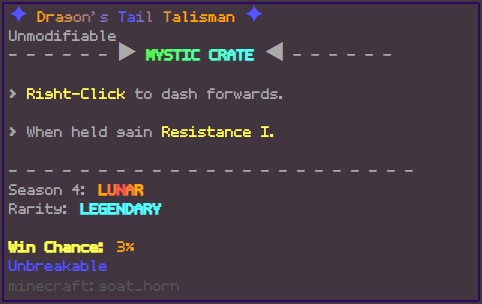 ✦ Dragon's Tail Talisman ✦
Unmodifiable
- - - - - - ▶ MYSTIC CRATE ◀ - - - - - -
> Right-Click to dash forwards.
> When held gain Resistance I.
- - - - - - - - - - - - - - - - - - - - - - - -
Season 4: LUNAR
Rarity: LEGENDARY
Win Chance: 3%
Unbreakable
minecraft:goat_horn